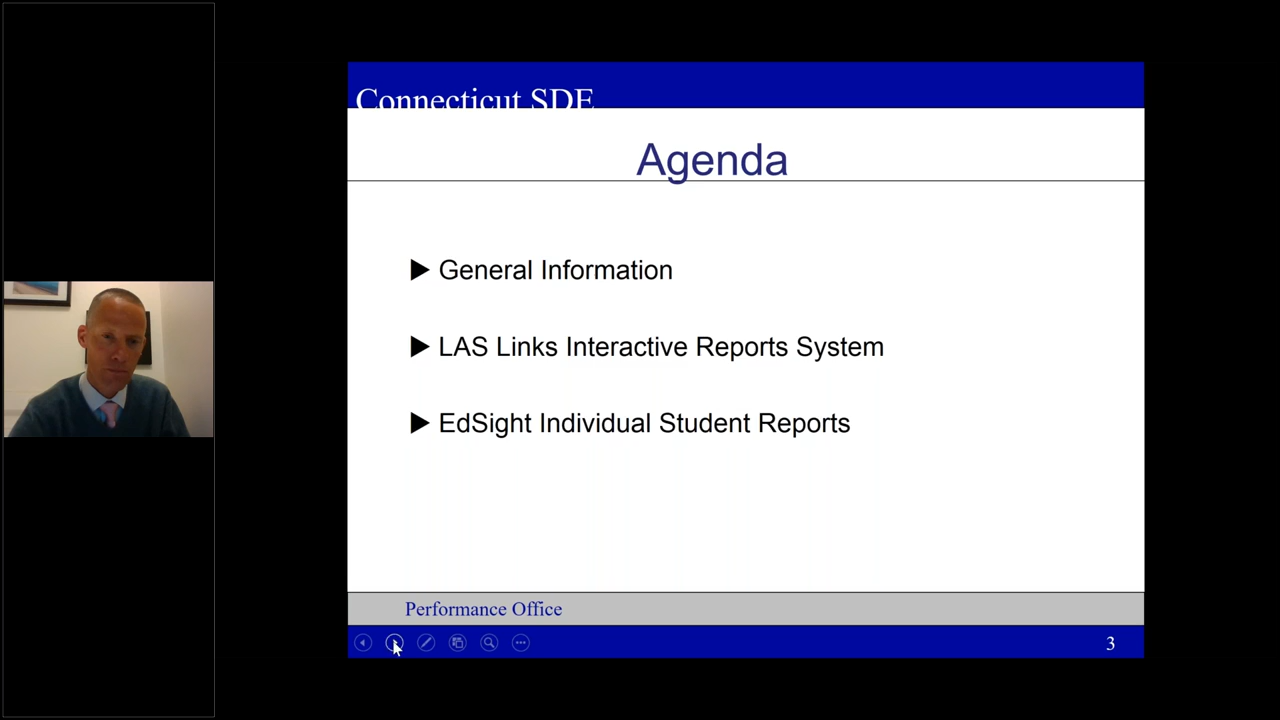 Connecticut SDE
Agenda
General Information
LAS Links Interactive Reports System
EdSight Individual Student Reports
Performance Office
3